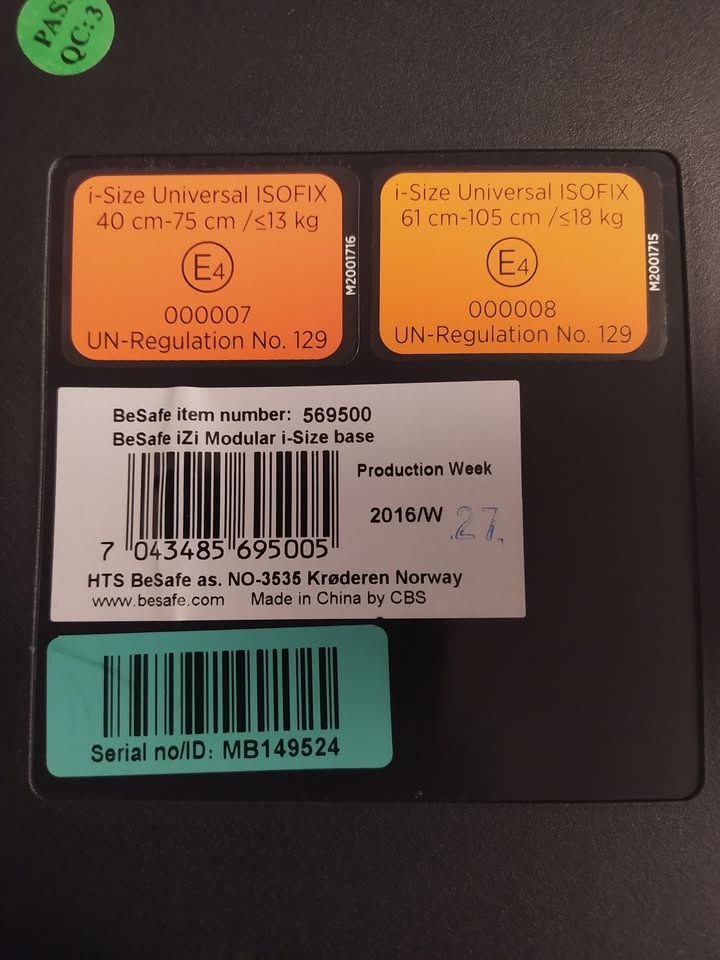 PAS
QC:3
i-Size Universal ISOFIX
40 cm-75 cm /≤13 kg
E4
000007
UN-Regulation No. 129
M2001716
i-Size Universal ISOFIX
61 cm-105 cm /≤18 kg
E4
000008
UN-Regulation No. 129
M2001715
BeSafe item number: 569500
BeSafe iZi Modular i-Size base
Production Week
2016/W 27.
7 043485 695005
HTS BeSafe as. NO-3535 Krøderen Norway
www.besafe.com Made in China by CBS
Serial no/ID: MB149524